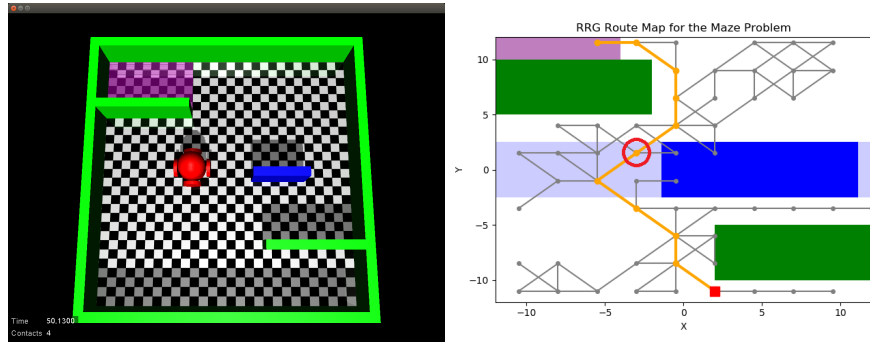 Time 50.1300
Contacts 4
RRG Route Map for the Maze Problem
Y
10
5
0
−5
−10
−10
−5
0
5
10
X